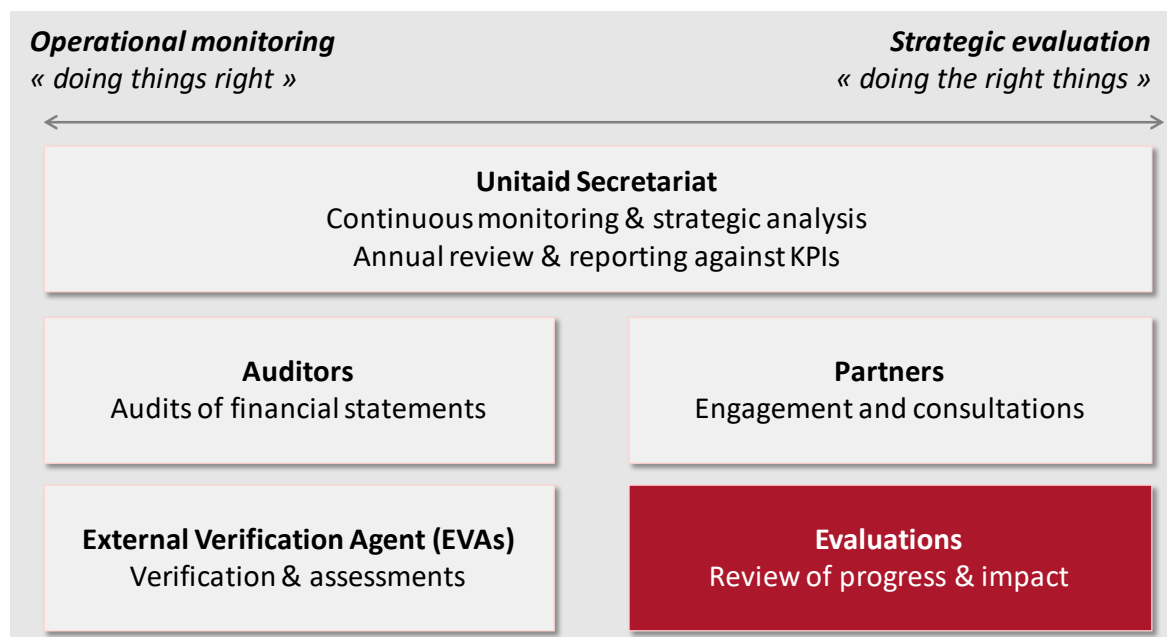 Operational monitoring
« doing things right »
Strategic evaluation
« doing the right things »
Unitaid Secretariat
Continuous monitoring & strategic analysis
Annual review & reporting against KPIs
Auditors
Audits of financial statements
Partners
Engagement and consultations
External Verification Agent (EVAs)
Verification & assessments
Evaluations
Review of progress & impact